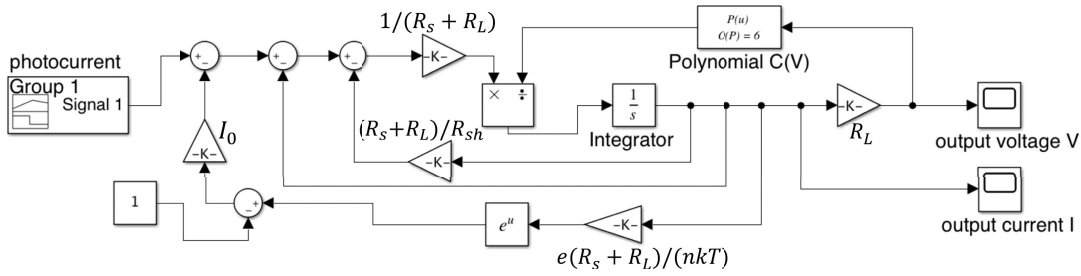 1/(R_s + R_L)
P(u)
C(P) = 6
Polynomial C(V)
photocurrent
Group 1
Signal 1
+
−
+
−
+
−
-K-
×
÷
1
s
Integrator
-K-
R_L
output voltage V
I_0
-K-
(R_s+R_L)/R_sh
-K-
output current I
1
−
+
e^u
-K-
e(R_s + R_L)/(nkT)